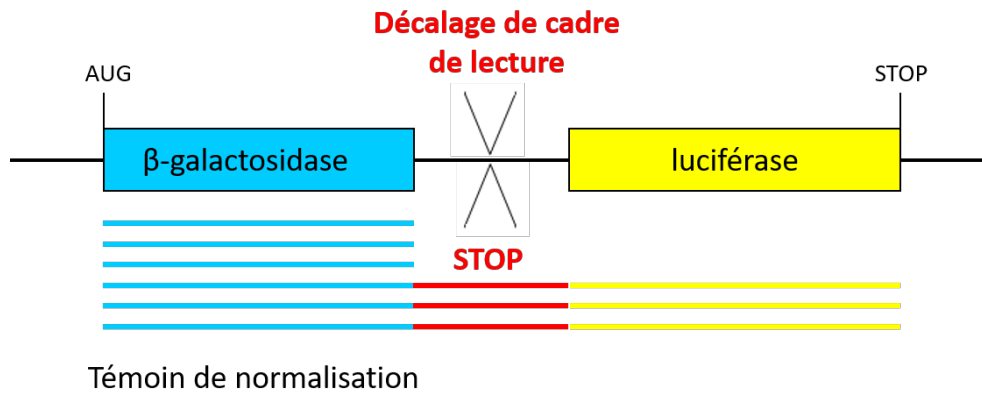 Décalage de cadre
de lecture
AUG
STOP
β-galactosidase
luciférase
STOP
Témoin de normalisation